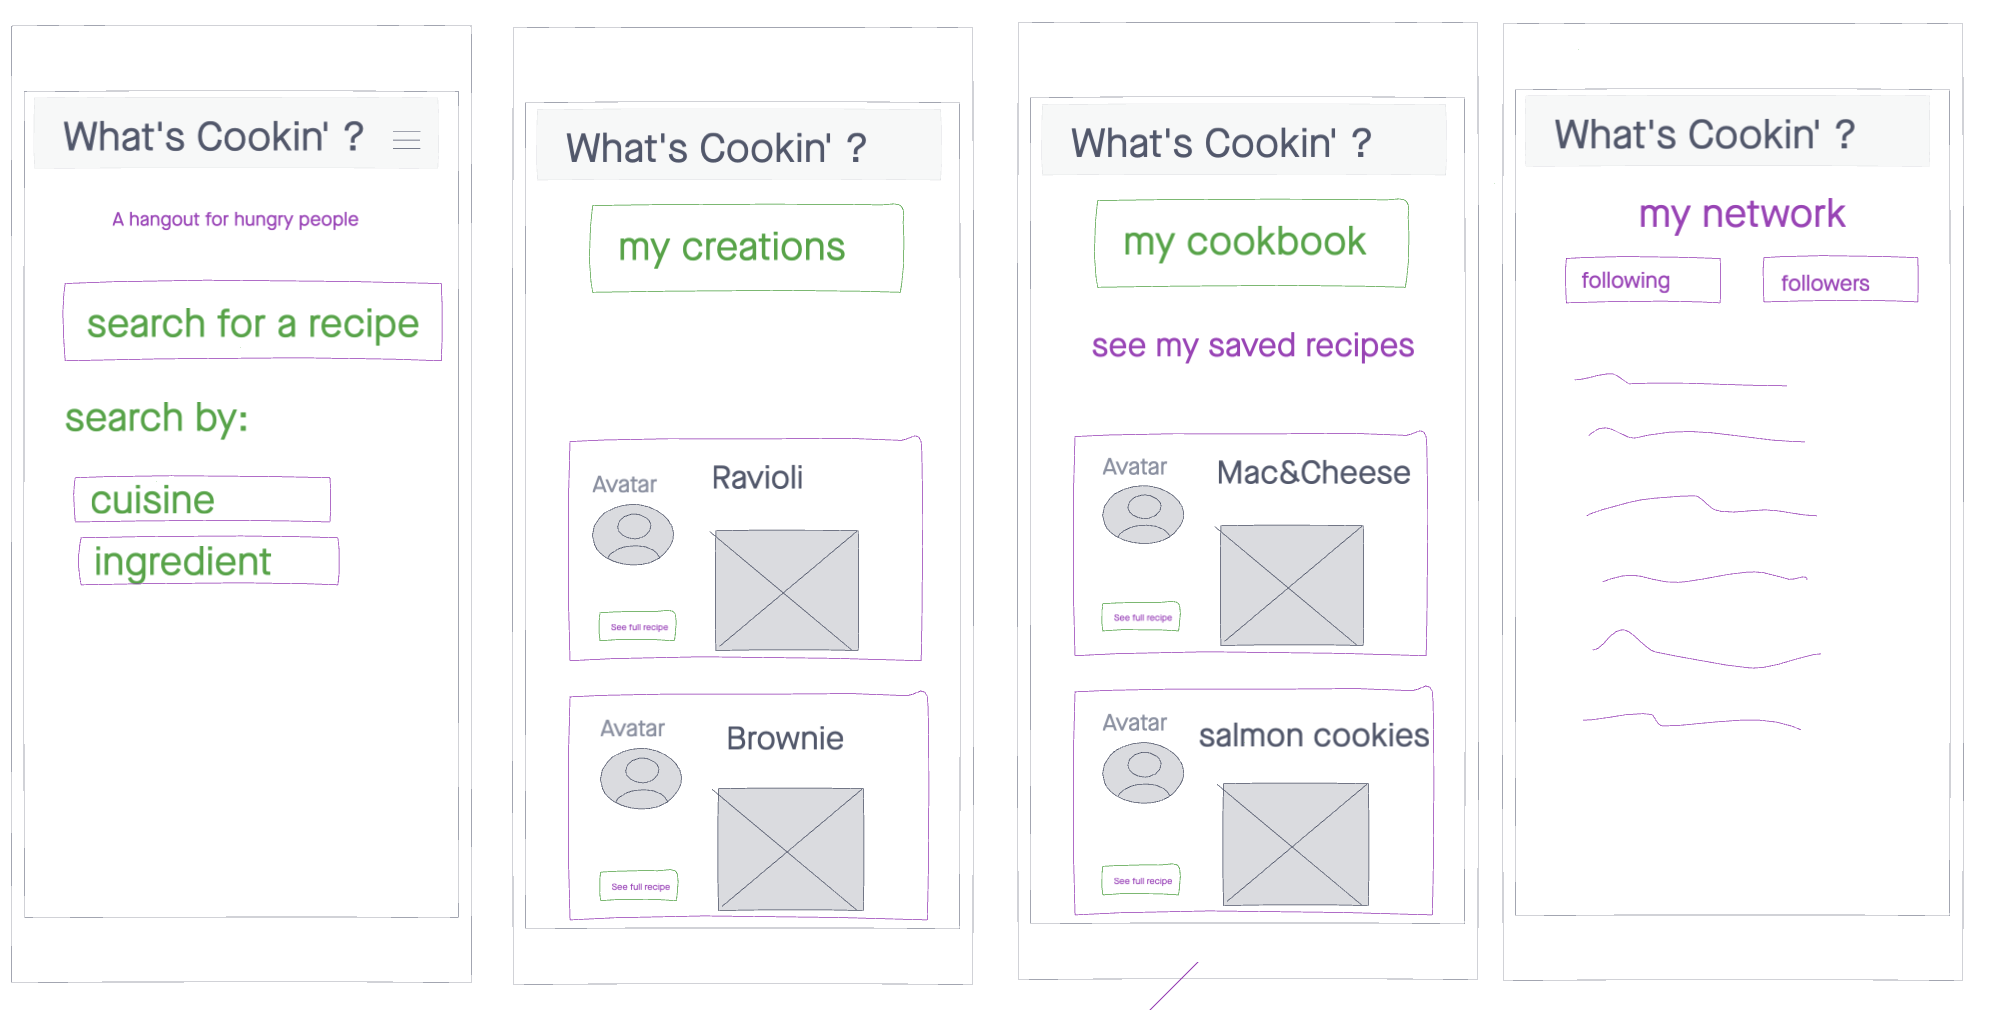 What's Cookin' ?
A hangout for hungry people
search for a recipe
search by:
cuisine
ingredient
What's Cookin' ?
my creations
Avatar
Ravioli
See full recipe
Avatar
Brownie
See full recipe
What's Cookin' ?
my cookbook
see my saved recipes
Avatar
Mac&Cheese
See full recipe
Avatar
salmon cookies
See full recipe
What's Cookin' ?
my network
following
followers